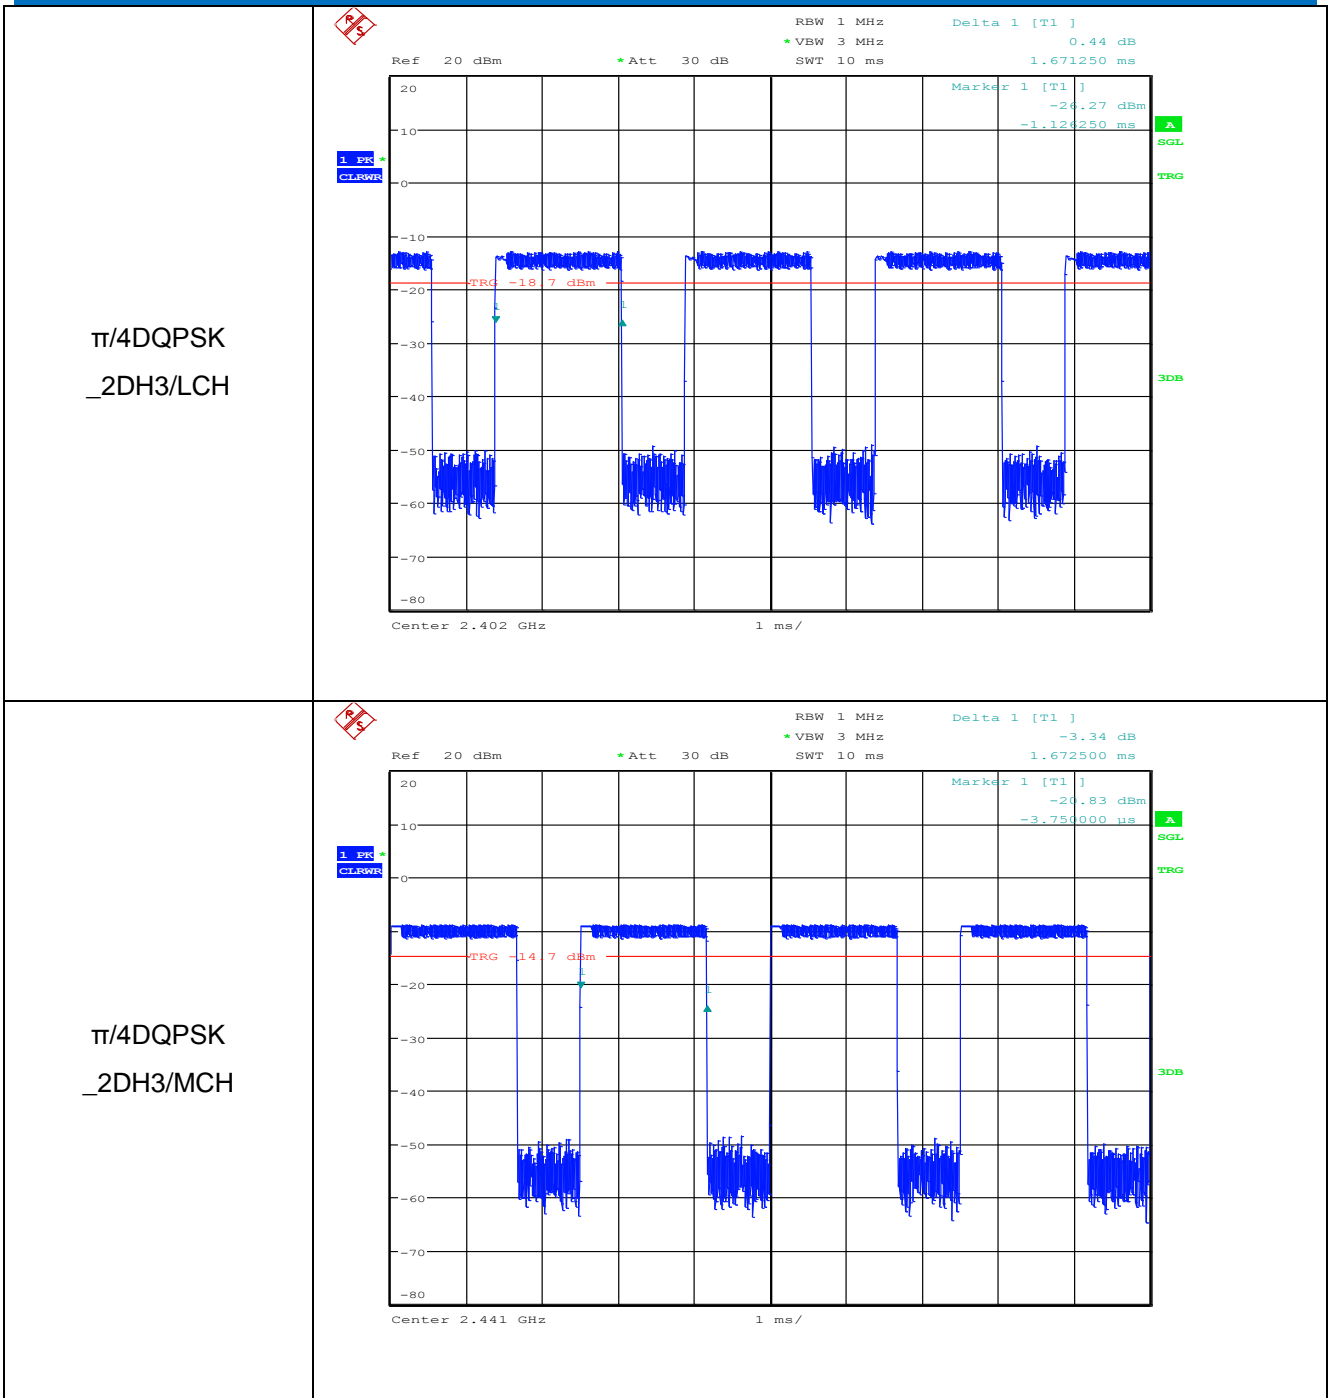 π/4DQPSK
_2DH3/LCH
R S
RBW 1 MHz
Delta 1 [T1 ]
* VBW 3 MHz
0.44 dB
Ref 20 dBm
* Att 30 dB
SWT 10 ms
1.671250 ms
20
Marker 1 [T1 ]
-26.27 dBm
-1.126250 ms
A
10
SGL
1 PK *
CLRWR
0
TRG
-10
TRG -18.7 dBm
-20
1
1
-30
3DB
-40
-50
-60
-70
-80
Center 2.402 GHz
1 ms/
π/4DQPSK
_2DH3/MCH
R S
RBW 1 MHz
Delta 1 [T1 ]
* VBW 3 MHz
-3.34 dB
Ref 20 dBm
* Att 30 dB
SWT 10 ms
1.672500 ms
20
Marker 1 [T1 ]
-20.83 dBm
-3.750000 µs
A
10
SGL
1 PK *
CLRWR
0
TRG
TRG -14.7 dBm
1
-20
1
-30
3DB
-40
-50
-60
-70
-80
Center 2.441 GHz
1 ms/